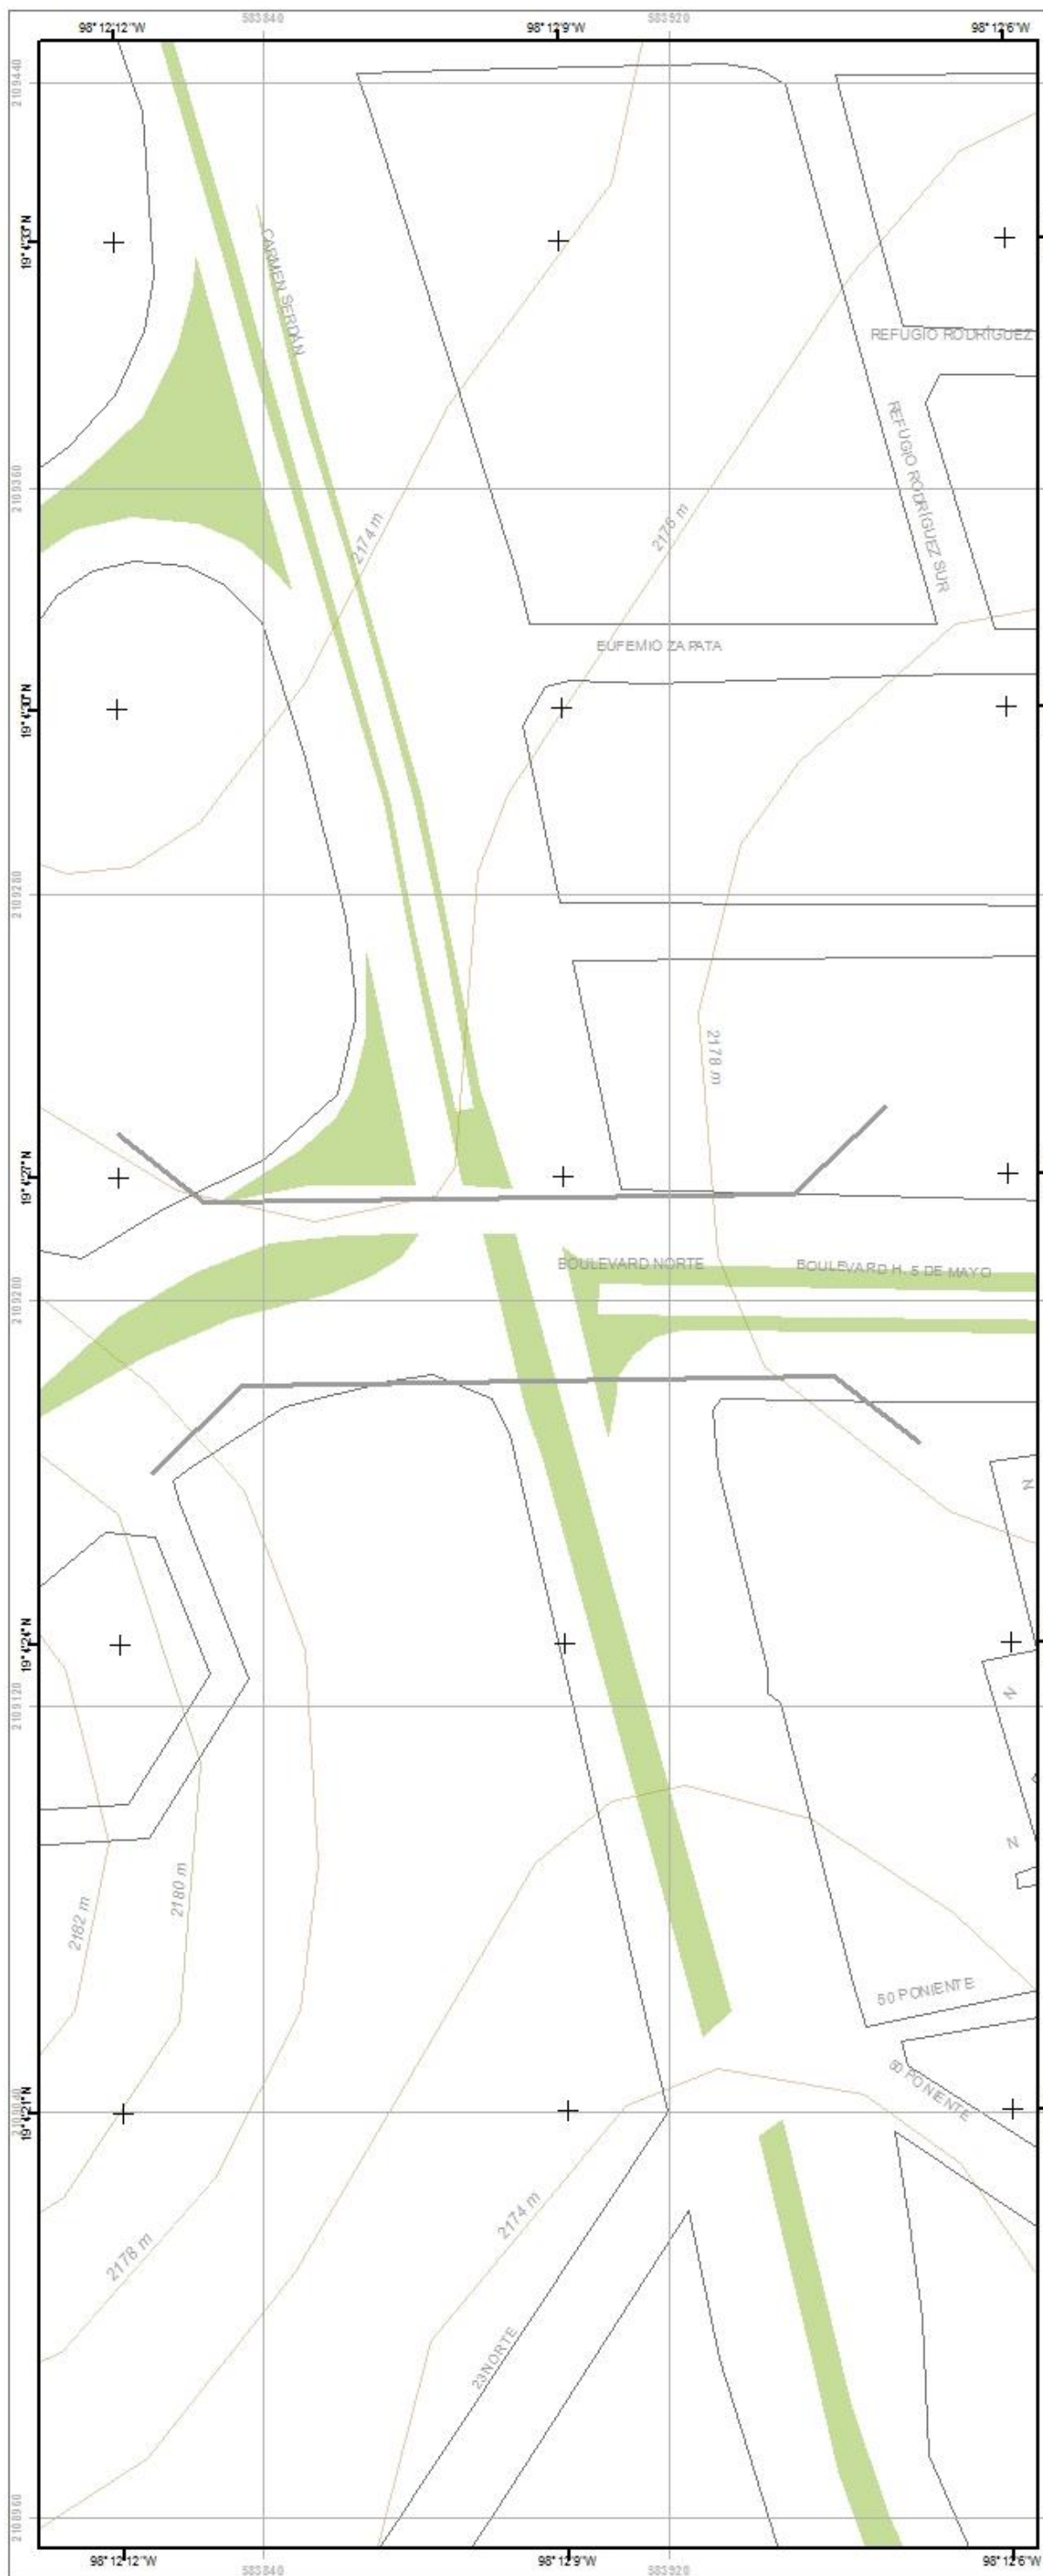 583840
583920
98°12'12"W
98°12'9"W
98°12'6"W
2109440
19°4'33"N
CARMEN SERDÁN
REFUGIO RODRÍGUEZ
REFUGIO RODRÍGUEZ SUR
2109360
2174 m
2176 m
EUFEMIO ZAPATA
19°4'30"N
2109280
2178 m
19°4'27"N
BOULEVARD NORTE
BOULEVARD H. 5 DE MAYO
2109200
N
19°4'24"N
N
2109120
N
2180 m
2182 m
50 PONIENTE
50 PONIENTE
2109040
19°4'21"N
2174 m
2178 m
23 NORTE
2108960
98°12'12"W
98°12'9"W
98°12'6"W
583840
583920